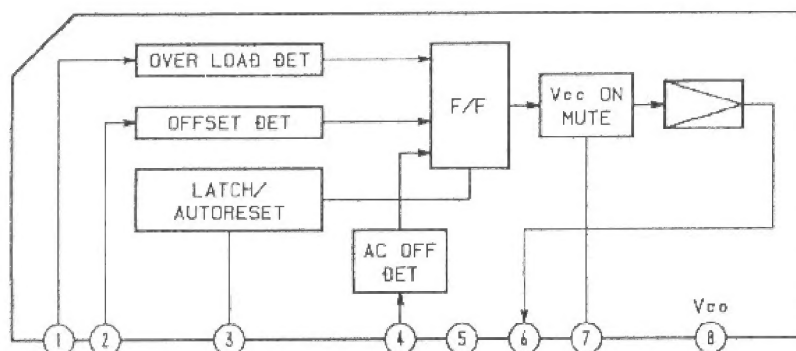 OVER LOAD DET
OFFSET DET
F/F
Vcc ON
MUTE
LATCH/
AUTORESET
AC OFF
DET
Vcc
1 2 3 4 5 6 7 8